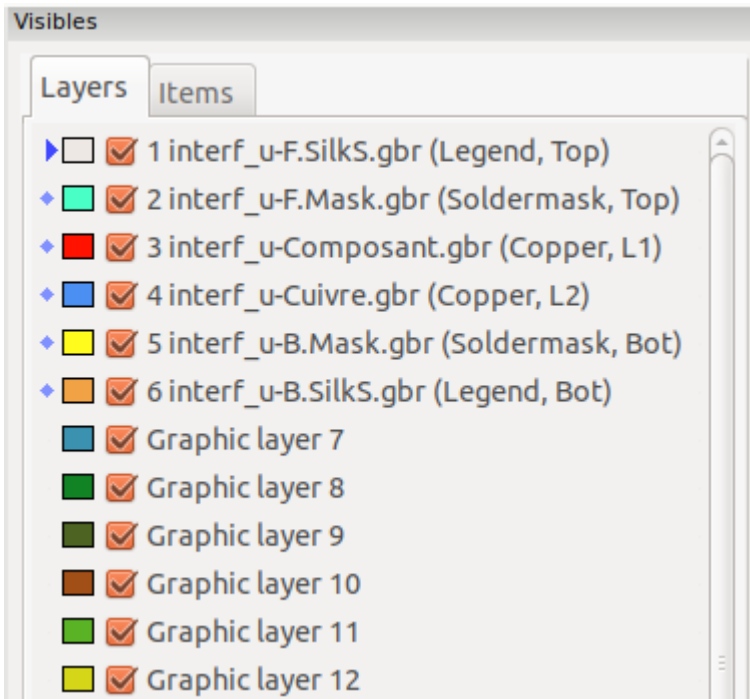 Visibles
Layers Items
1 interf_u-F.SilkS.gbr (Legend, Top)
2 interf_u-F.Mask.gbr (Soldermask, Top)
3 interf_u-Composant.gbr (Copper, L1)
4 interf_u-Cuivre.gbr (Copper, L2)
5 interf_u-B.Mask.gbr (Soldermask, Bot)
6 interf_u-B.SilkS.gbr (Legend, Bot)
Graphic layer 7
Graphic layer 8
Graphic layer 9
Graphic layer 10
Graphic layer 11
Graphic layer 12